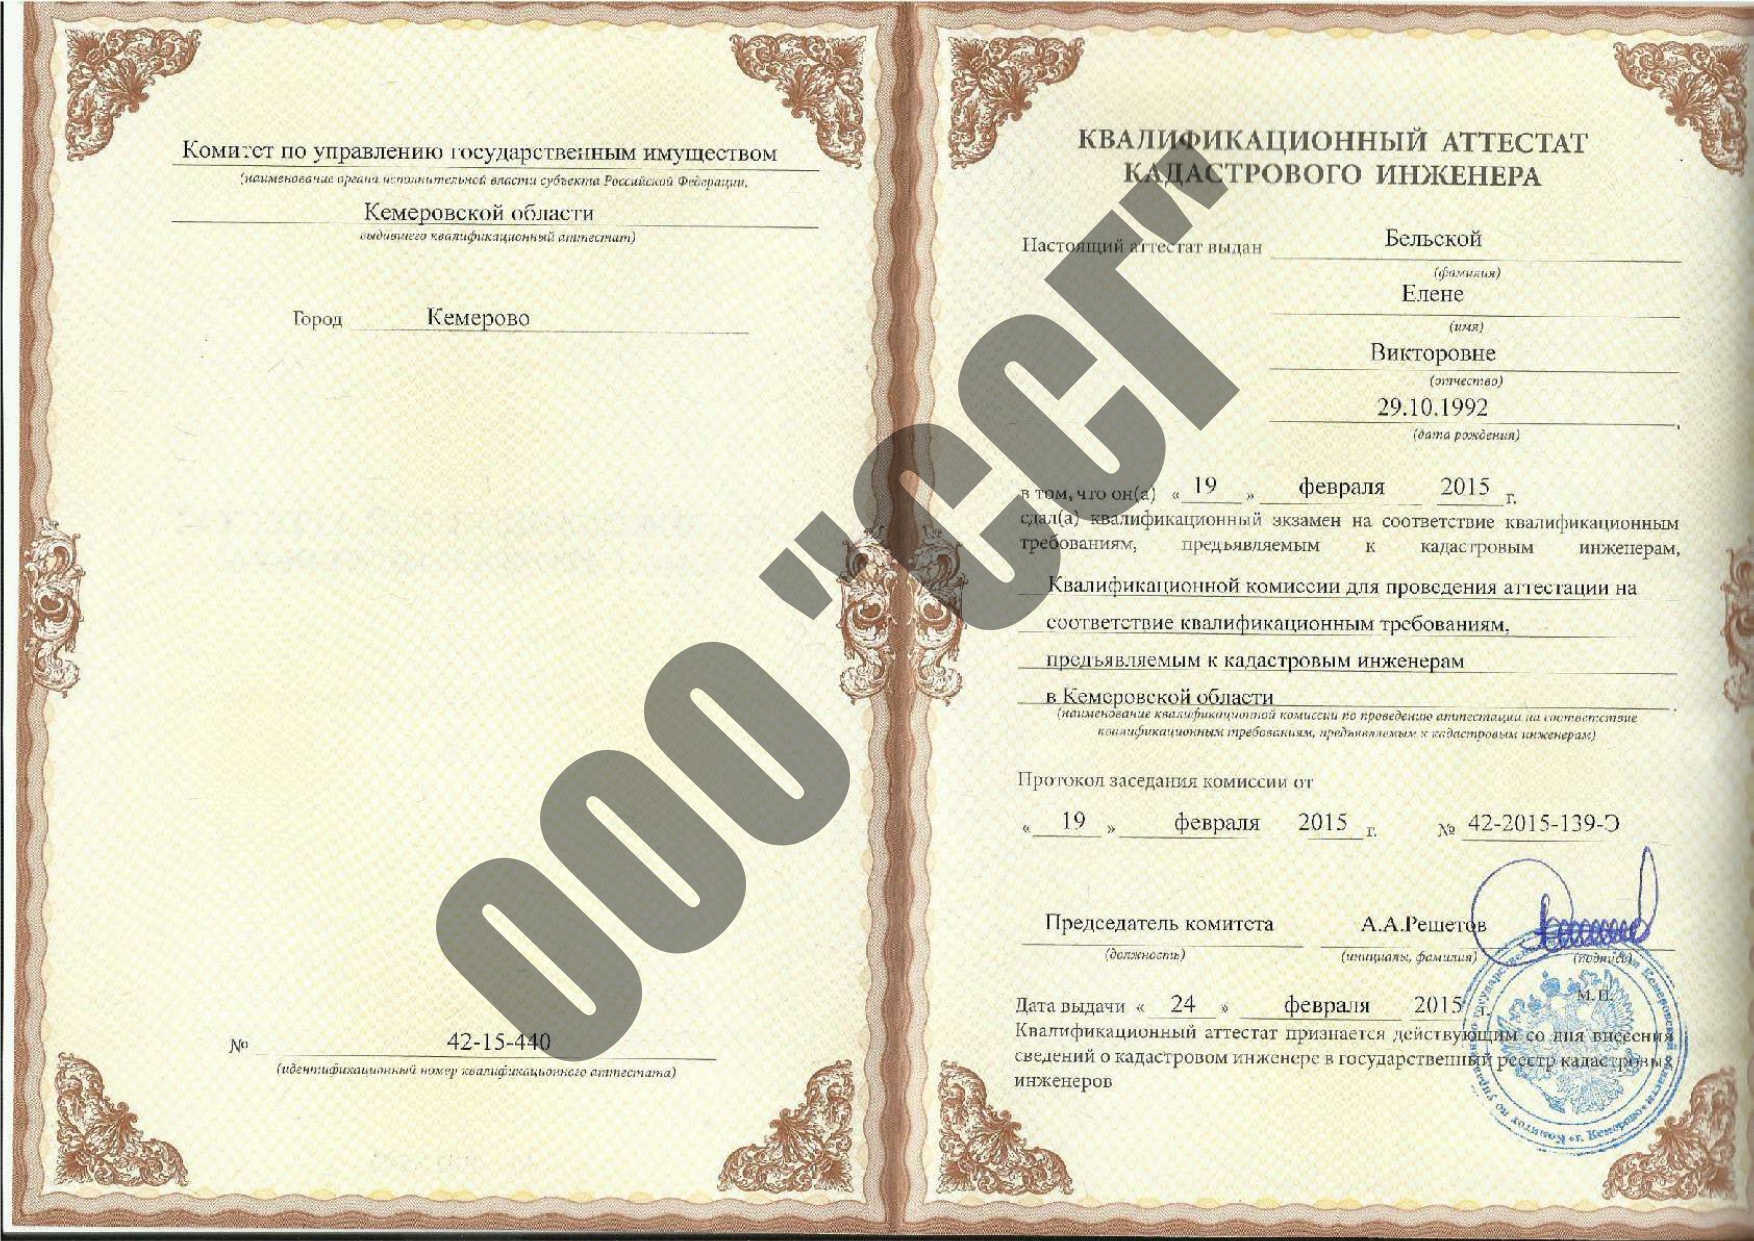 Комитет по управлению государственным имуществом
(наименование органа исполнительной власти субъекта Российской Федерации,
Кемеровской области
выдавшего квалификационный аттестат)
Город Кемерово
№ 42-15-440
(идентификационный номер квалификационного аттестата)
КВАЛИФИКАЦИОННЫЙ АТТЕСТАТ
КАДАСТРОВОГО ИНЖЕНЕРА
Настоящий аттестат выдан Бельской
(фамилия)
Елене
(имя)
Викторовне
(отчество)
29.10.1992,
(дата рождения)
в том, что он(а) « 19 » февраля 2015 г.
сдал(а) квалификационный экзамен на соответствие квалификационным
требованиям, предъявляемым к кадастровым инженерам,
Квалификационной комиссии для проведения аттестации на
соответствие квалификационным требованиям,
предъявляемым к кадастровым инженерам
в Кемеровской области.
(наименование квалификационной комиссии по проведению аттестации на соответствие
квалификационным требованиям, предъявляемым к кадастровым инженерам)
Протокол заседания комиссии от
« 19 » февраля 2015 г. № 42-2015-139-Э
Председатель комитета А.А.Решетов
(должность) (инициалы, фамилия) (подпись)
М.П.
Дата выдачи « 24 » февраля 2015 г.
Квалификационный аттестат признается действующим со дня внесения
сведений о кадастровом инженере в государственный реестр кадастровых
инженеров
ООО "ССГ"